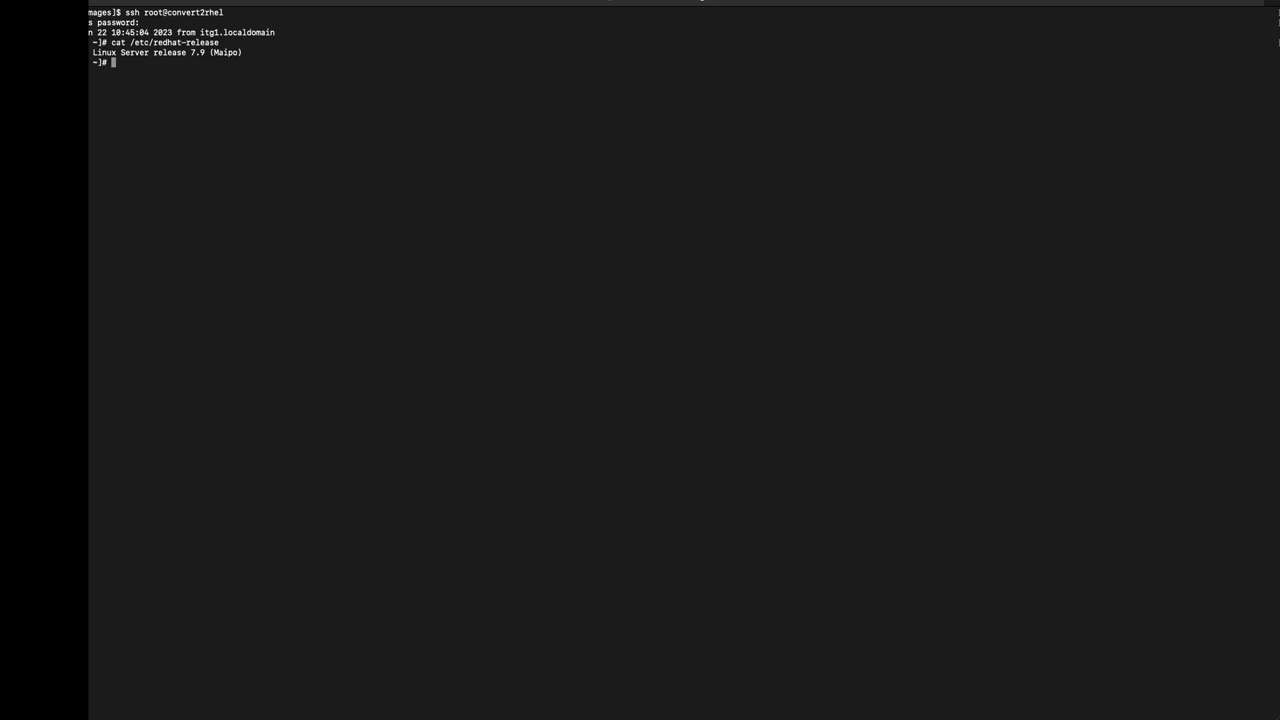 mages]$ ssh root@convert2rhel
s password:
n 22 10:45:04 2023 from itg1.localdomain
~]# cat /etc/redhat-release
Linux Server release 7.9 (Maipo)
~]#